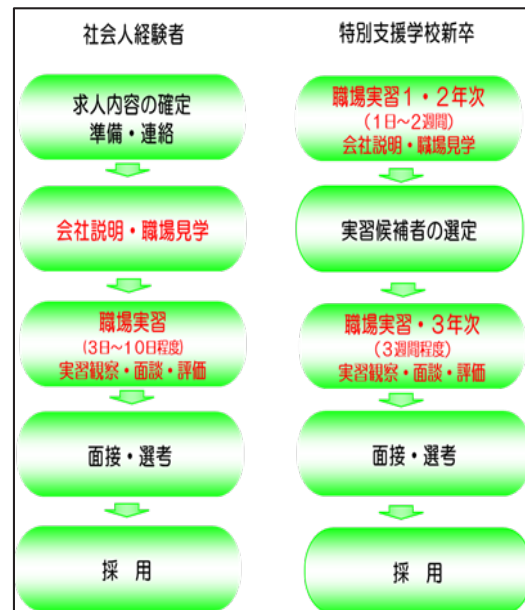 社会人経験者
求人内容の確定
準備・連絡
会社説明・職場見学
職場実習
(3日～10日程度)
実習観察・面談・評価
面接・選考
採 用
特別支援学校新卒
職場実習1・2年次
(1日～2週間)
会社説明・職場見学
実習候補者の選定
職場実習・3年次
(3週間程度)
実習観察・面談・評価
面接・選考
採 用